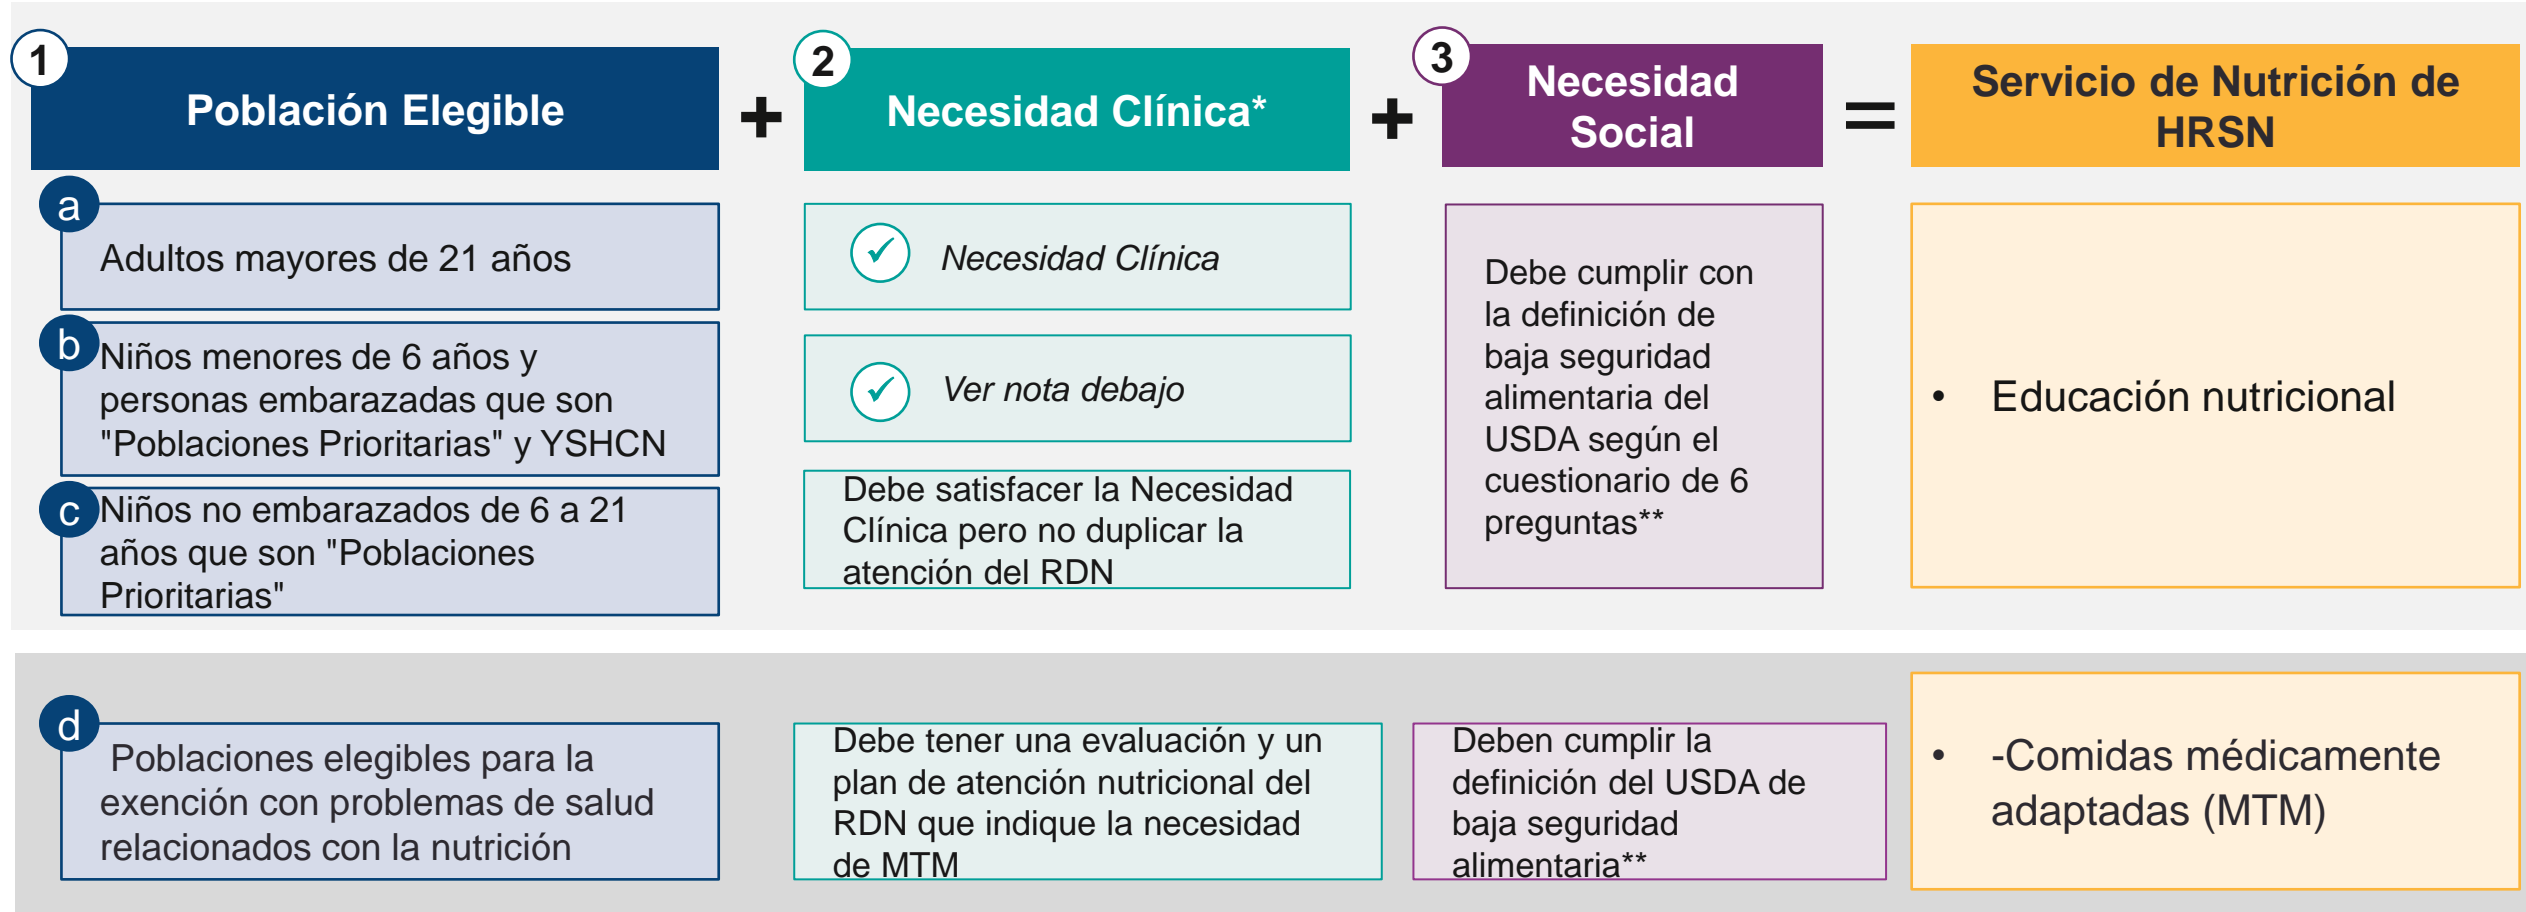 1
Población Elegible
+
2
Necesidad Clínica*
+
3
Necesidad
Social
=
Servicio de Nutrición de
HRSN
a
Adultos mayores de 21 años
b
Niños menores de 6 años y
personas embarazadas que son
"Poblaciones Prioritarias" y YSHCN
c
Niños no embarazados de 6 a 21
años que son "Poblaciones
Prioritarias"
Necesidad Clínica
Ver nota debajo
Debe satisfacer la Necesidad
Clínica pero no duplicar la
atención del RDN
Debe cumplir con
la definición de
baja seguridad
alimentaria del
USDA según el
cuestionario de 6
preguntas**
• Educación nutricional
d
Poblaciones elegibles para la
exención con problemas de salud
relacionados con la nutrición
Debe tener una evaluación y un
plan de atención nutricional del
RDN que indique la necesidad
de MTM
Deben cumplir la
definición del USDA de
baja seguridad
alimentaria**
• -Comidas médicamente
adaptadas (MTM)